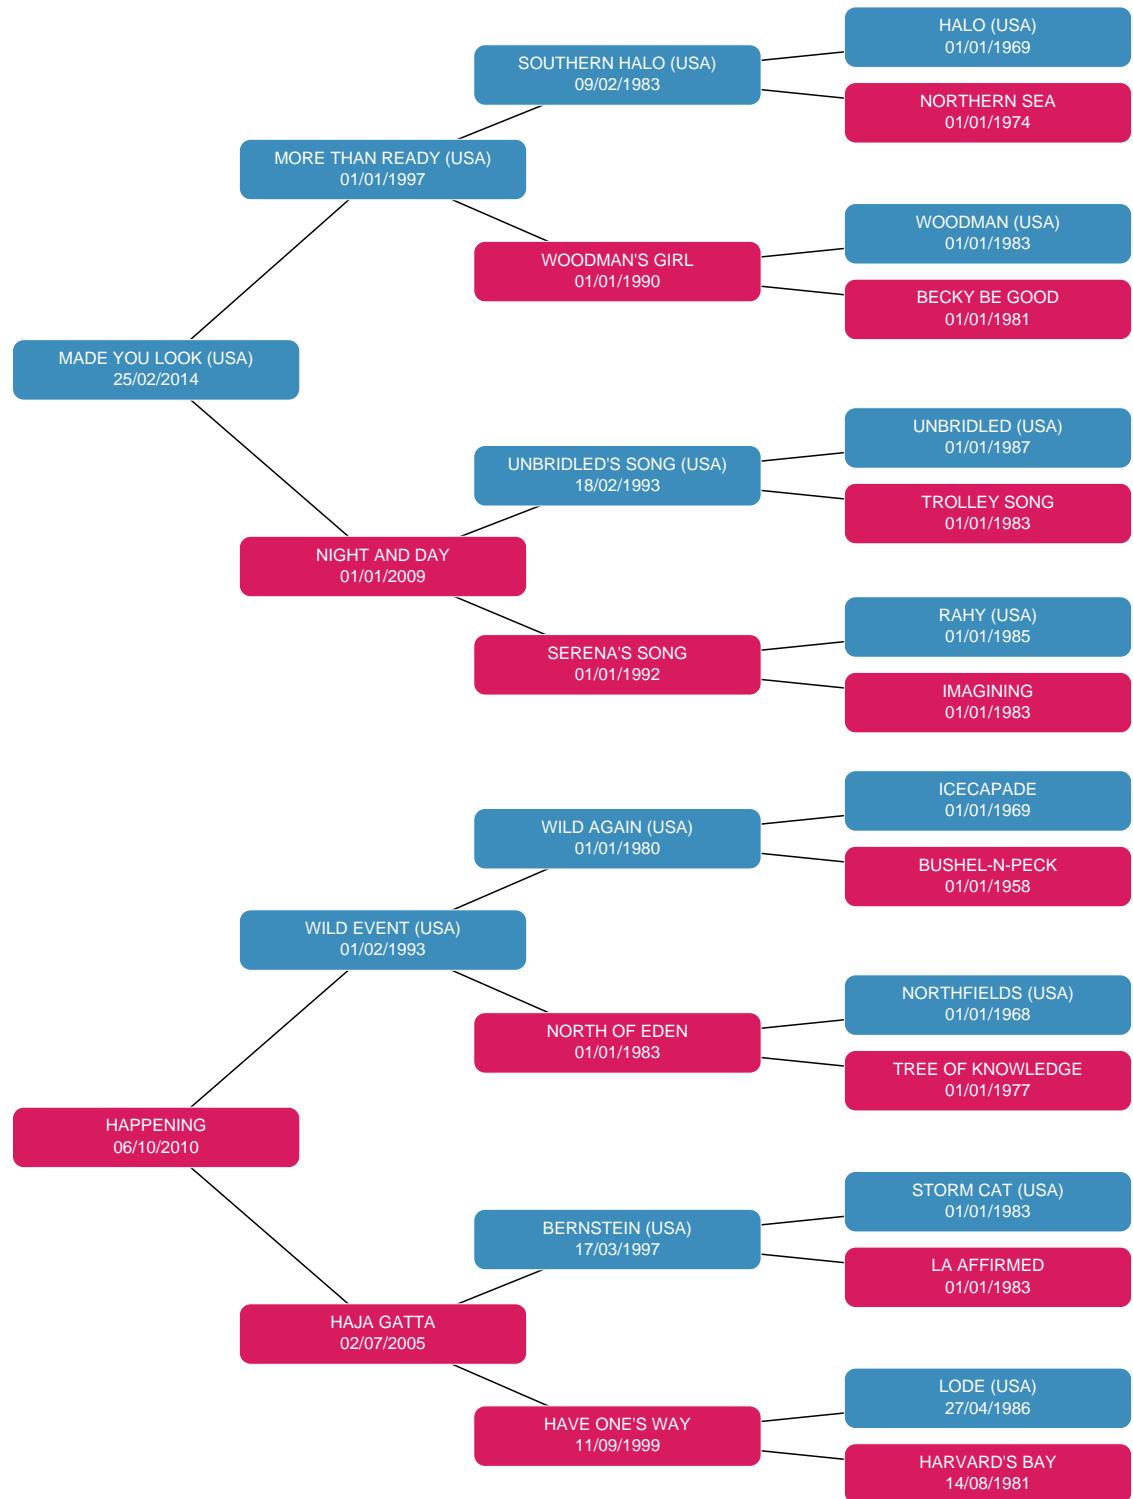 HALO (USA)
01/01/1969
SOUTHERN HALO (USA)
09/02/1983
NORTHERN SEA
01/01/1974
MORE THAN READY (USA)
01/01/1997
WOODMAN (USA)
01/01/1983
WOODMAN'S GIRL
01/01/1990
BECKY BE GOOD
01/01/1981
MADE YOU LOOK (USA)
25/02/2014
UNBRIDLED (USA)
01/01/1987
UNBRIDLED'S SONG (USA)
18/02/1993
TROLLEY SONG
01/01/1983
NIGHT AND DAY
01/01/2009
RAHY (USA)
01/01/1985
SERENA'S SONG
01/01/1992
IMAGINING
01/01/1983
ICECAPADE
01/01/1969
WILD AGAIN (USA)
01/01/1980
BUSHEL-N-PECK
01/01/1958
WILD EVENT (USA)
01/02/1993
NORTHFIELDS (USA)
01/01/1968
NORTH OF EDEN
01/01/1983
TREE OF KNOWLEDGE
01/01/1977
HAPPENING
06/10/2010
STORM CAT (USA)
01/01/1983
BERNSTEIN (USA)
17/03/1997
LA AFFIRMED
01/01/1983
HAJA GATTA
02/07/2005
LODE (USA)
27/04/1986
HAVE ONE'S WAY
11/09/1999
HARVARD'S BAY
14/08/1981